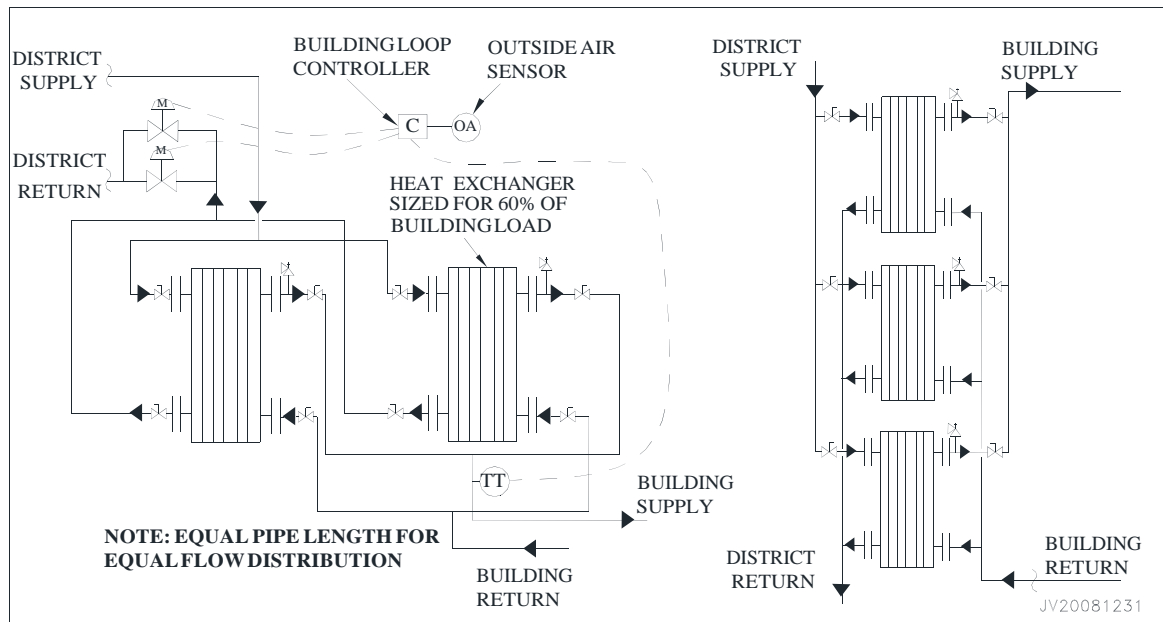 DISTRICT
SUPPLY
BUILDING LOOP
CONTROLLER
OUTSIDE AIR
SENSOR
M
C
OA
M
DISTRICT
RETURN
HEAT EXCHANGER
SIZED FOR 60% OF
BUILDING LOAD
TT
BUILDING
SUPPLY
NOTE: EQUAL PIPE LENGTH FOR
EQUAL FLOW DISTRIBUTION
BUILDING
RETURN
DISTRICT
SUPPLY
BUILDING
SUPPLY
DISTRICT
RETURN
BUILDING
RETURN
JV20081231